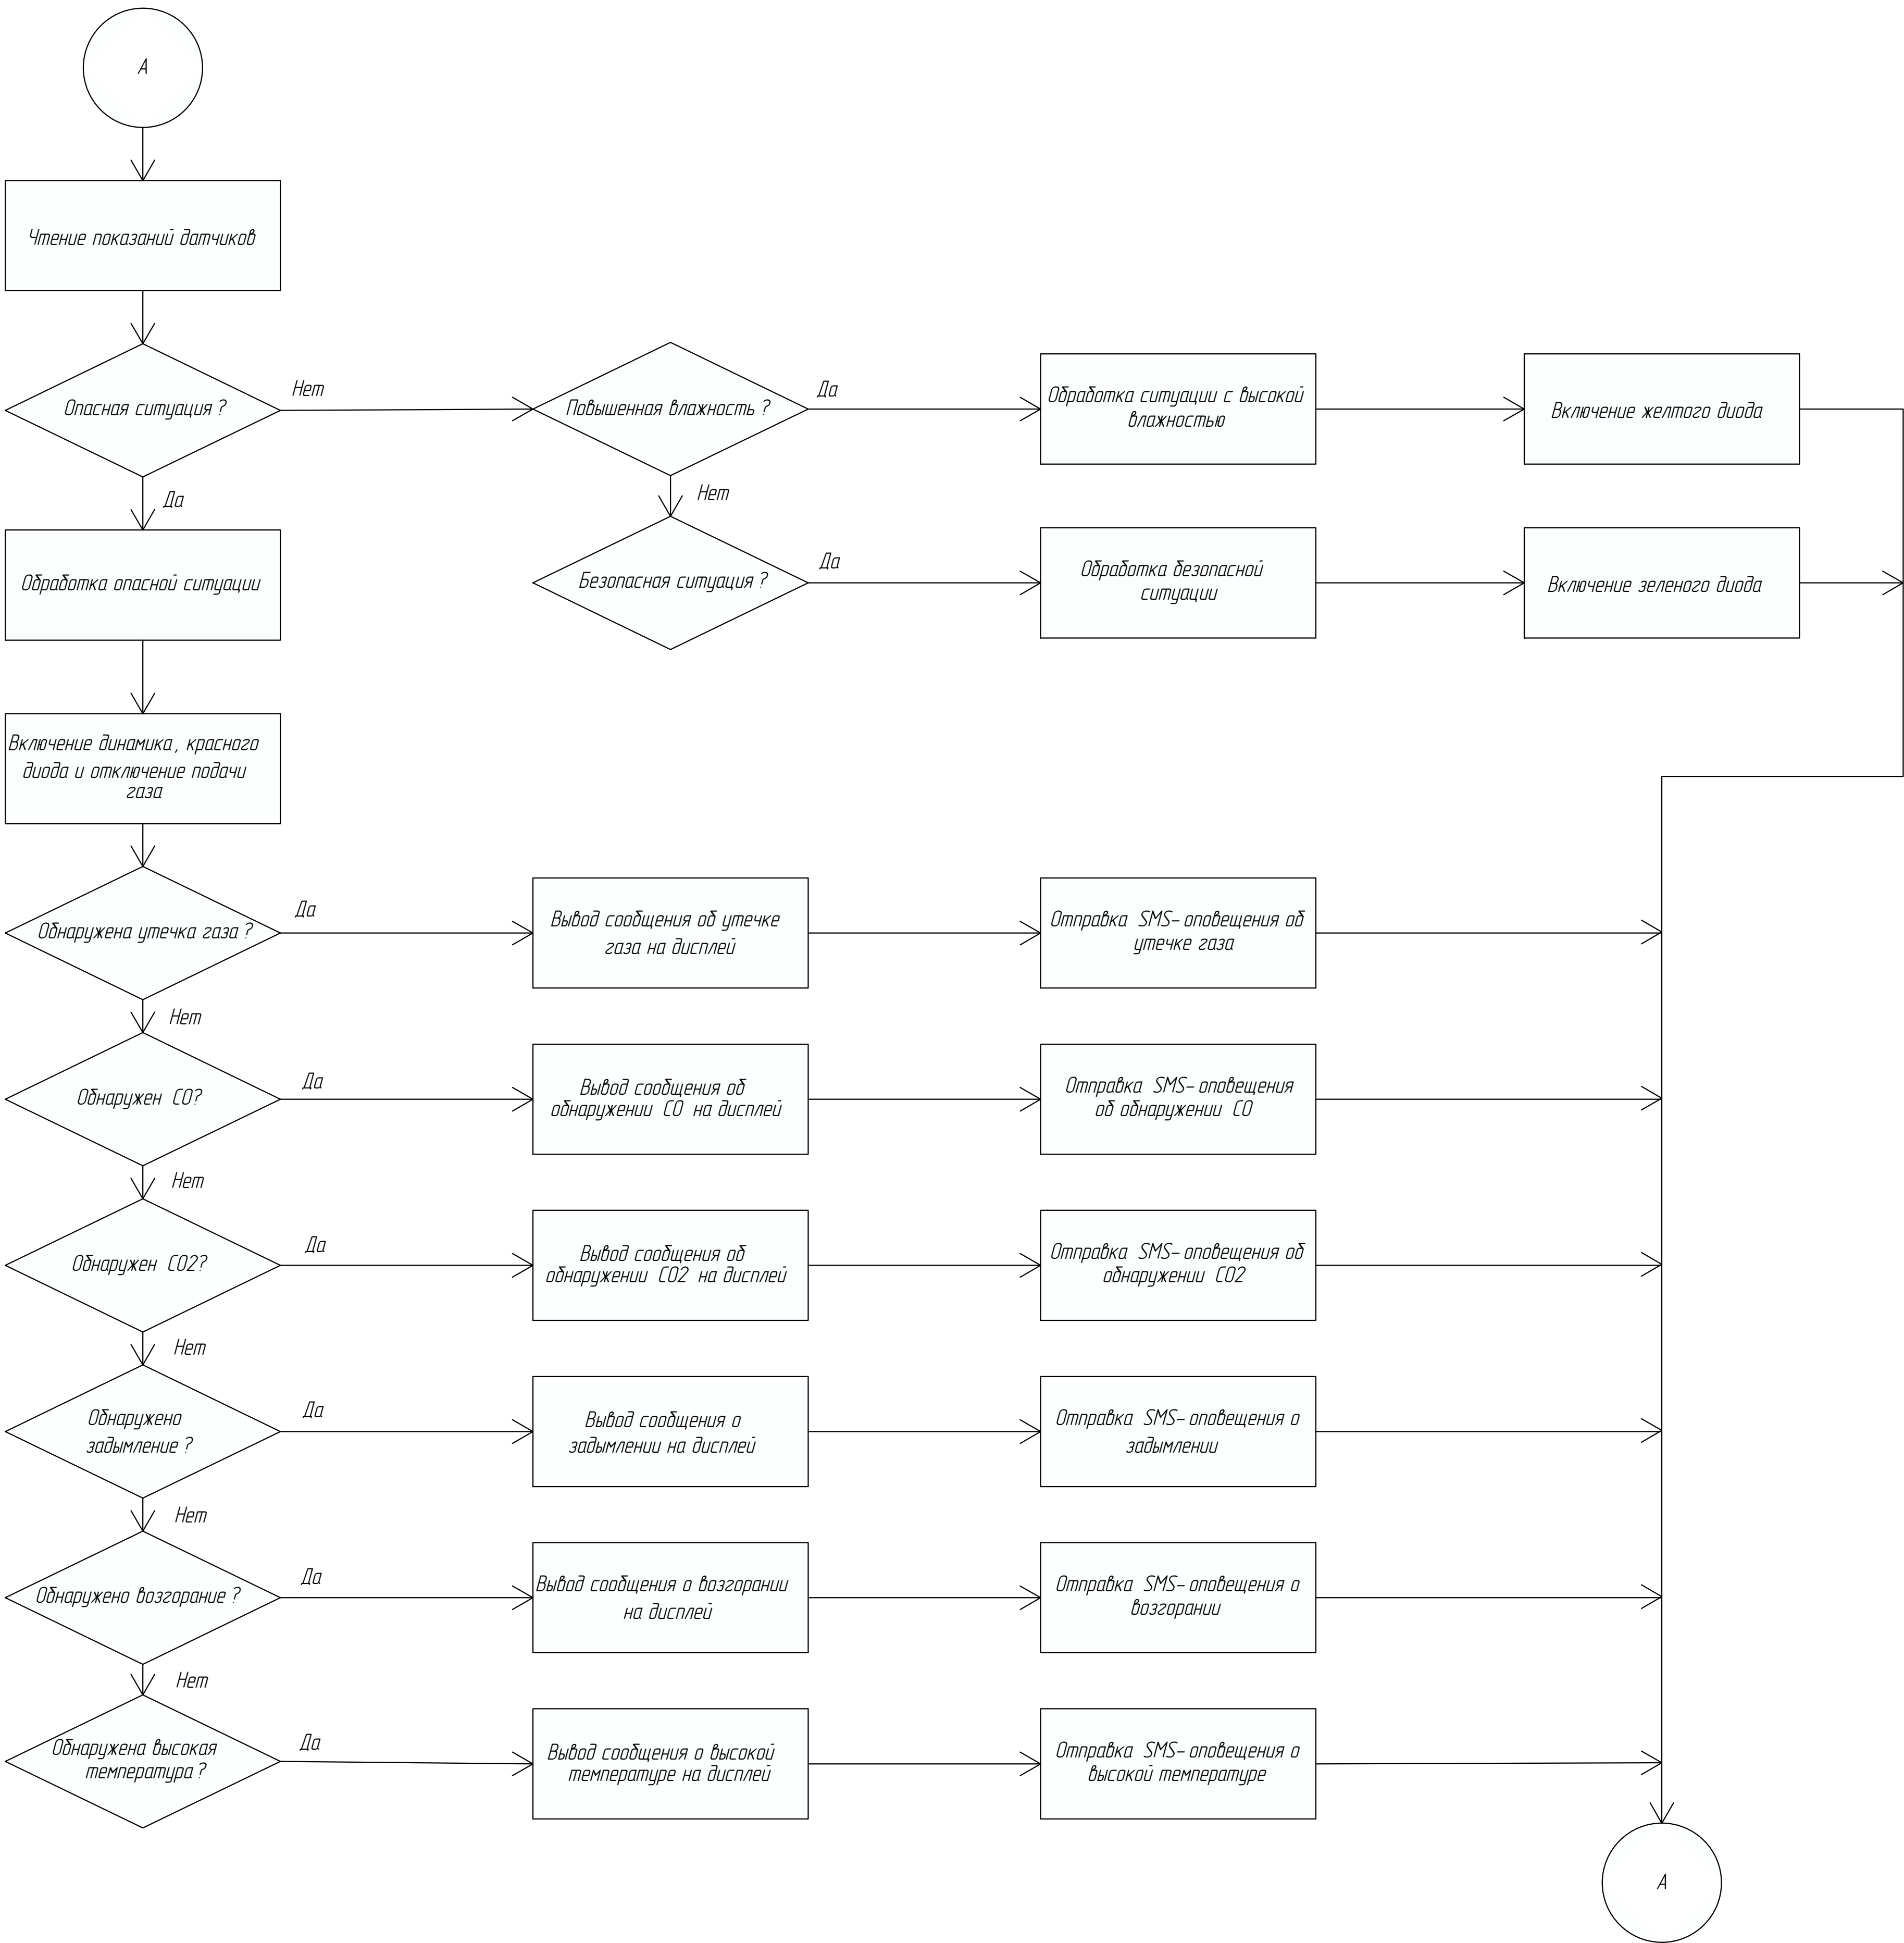 А
Чтение показаний датчиков
Опасная ситуация ?
Нет
Повышенная влажность ?
Да
Обработка ситуации с высокой
влажностью
Включение желтого диода
Да
Нет
Обработка опасной ситуации
Безопасная ситуация ?
Да
Обработка безопасной
ситуации
Включение зеленого диода
Включение динамика, красного
диода и отключение подачи
газа
Обнаружена утечка газа ?
Да
Вывод сообщения об утечке
газа на дисплей
Отправка SMS-оповещения об
утечке газа
Нет
Обнаружен СО?
Да
Вывод сообщения об
обнаружении СО на дисплей
Отправка SMS-оповещения
об обнаружении СО
Нет
Обнаружен СО2?
Да
Вывод сообщения об
обнаружении СО2 на дисплей
Отправка SMS-оповещения об
обнаружении СО2
Нет
Обнаружено
задымление ?
Да
Вывод сообщения о
задымлении на дисплей
Отправка SMS-оповещения о
задымлении
Нет
Обнаружено возгорание ?
Да
Вывод сообщения о возгорании
на дисплей
Отправка SMS-оповещения о
возгорании
Нет
Обнаружена высокая
температура ?
Да
Вывод сообщения о высокой
температуре на дисплей
Отправка SMS-оповещения о
высокой температуре
А